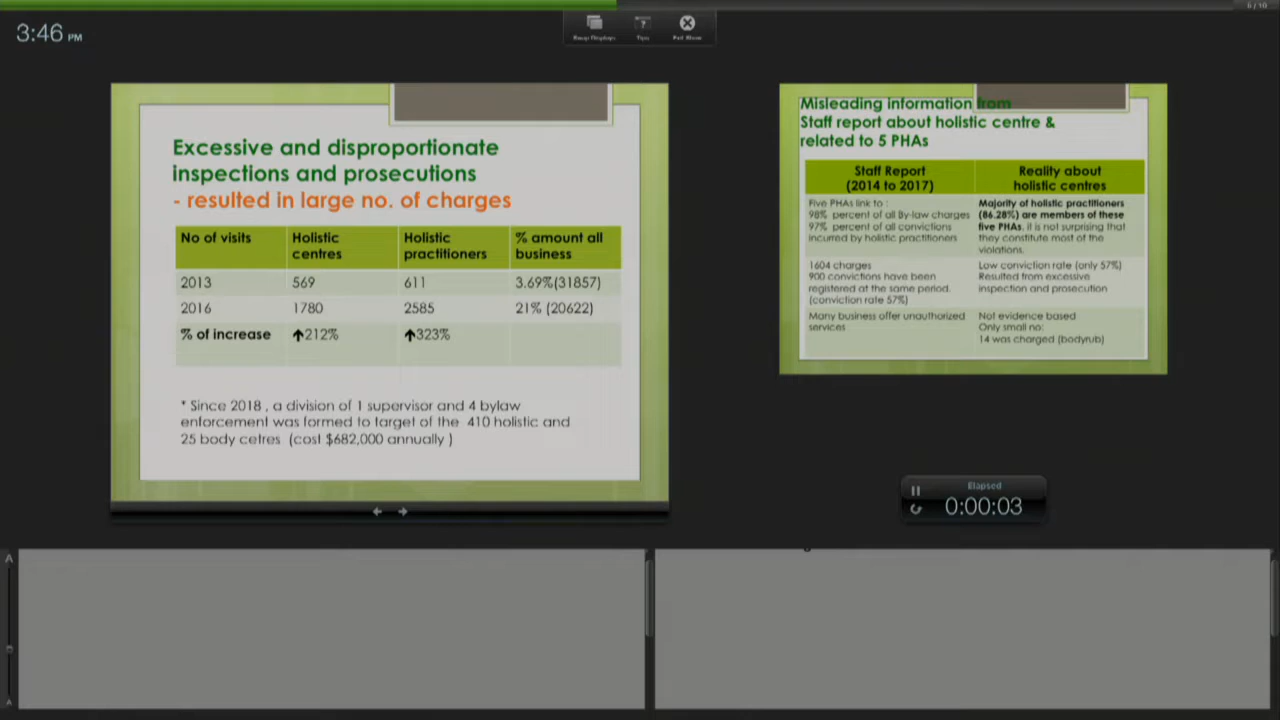 6 / 10
3:46 PM
Swap Displays
Tips
Exit Show
Excessive and disproportionate
inspections and prosecutions
- resulted in large no. of charges
No of visits
Holistic
centres
Holistic
practitioners
% amount all
business
2013
569
611
3.69%(31857)
2016
1780
2585
21% (20622)
% of increase
↑212%
↑323%
* Since 2018 , a division of 1 supervisor and 4 bylaw
enforcement was formed to target of the 410 holistic and
25 body cetres (cost $682,000 annually )
Misleading information from
Staff report about holistic centre &
related to 5 PHAs
Staff Report
(2014 to 2017)
Reality about
holistic centres
Five PHAs link to :
98% percent of all By-law charges
97% percent of all convictions
incurred by holistic practitioners
Majority of holistic practitioners
(86.28%) are members of these
five PHAs, it is not surprising that
they constitute most of the
violations.
1604 charges
900 convictions have been
registered at the same period.
(conviction rate 57%)
Low conviction rate (only 57%)
Resulted from excessive
inspection and prosecution
Many business offer unauthorized
services
Not evidence based
Only small no:
14 was charged (bodyrub)
Elapsed
0:00:03
A
A